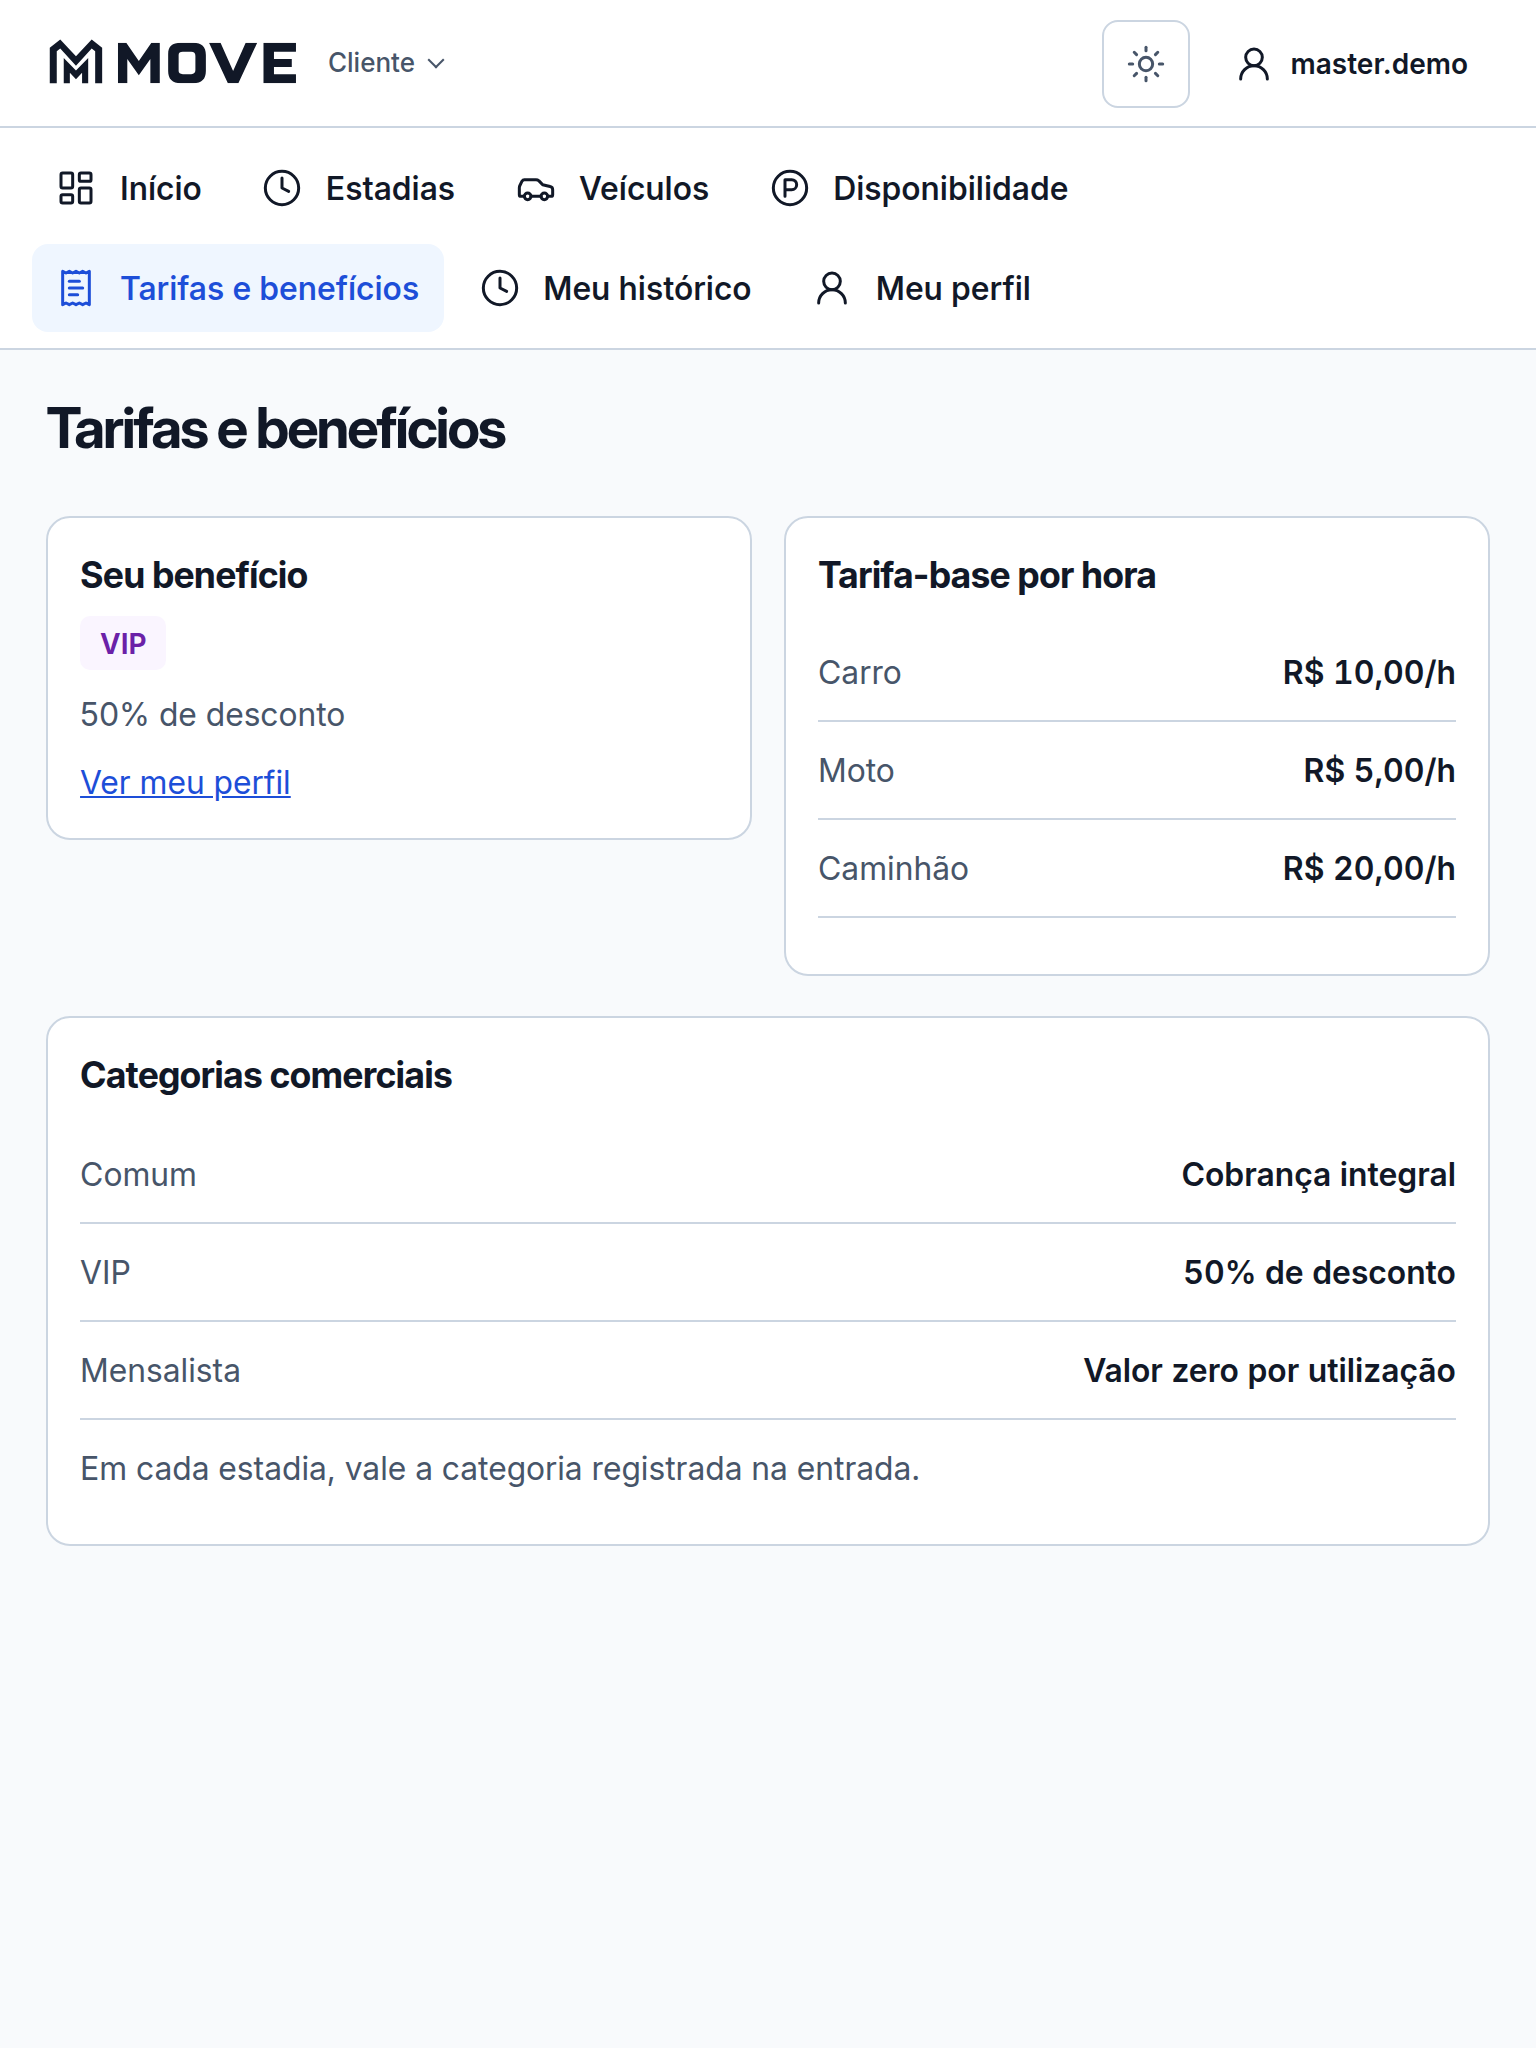 MOVE
Cliente
master.demo
Início
Estadias
Veículos
Disponibilidade
Tarifas e benefícios
Meu histórico
Meu perfil
Tarifas e benefícios
Seu benefício
VIP
50% de desconto
Ver meu perfil
Tarifa-base por hora
Carro R$ 10,00/h
Moto R$ 5,00/h
Caminhão R$ 20,00/h
Categorias comerciais
Comum Cobrança integral
VIP 50% de desconto
Mensalista Valor zero por utilização
Em cada estadia, vale a categoria registrada na entrada.